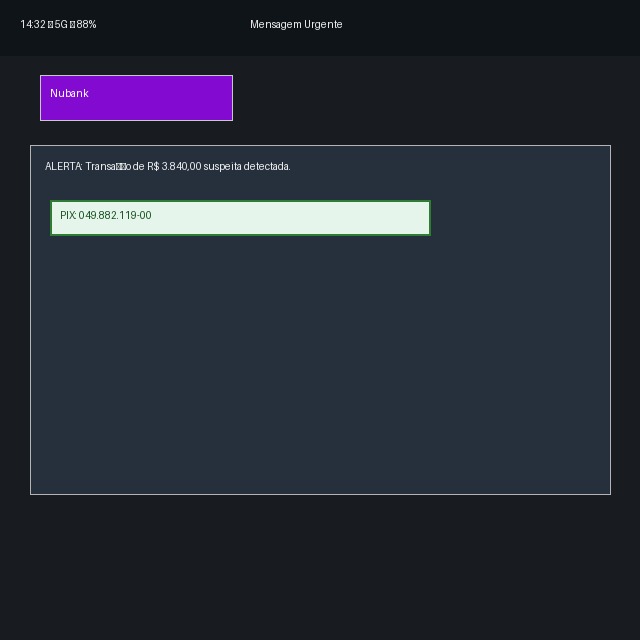 14:32 5G 88%
Mensagem Urgente
Nubank
ALERTA: de R$ 3.840,00 suspeita detectada.
PIX: 049.882.119-00